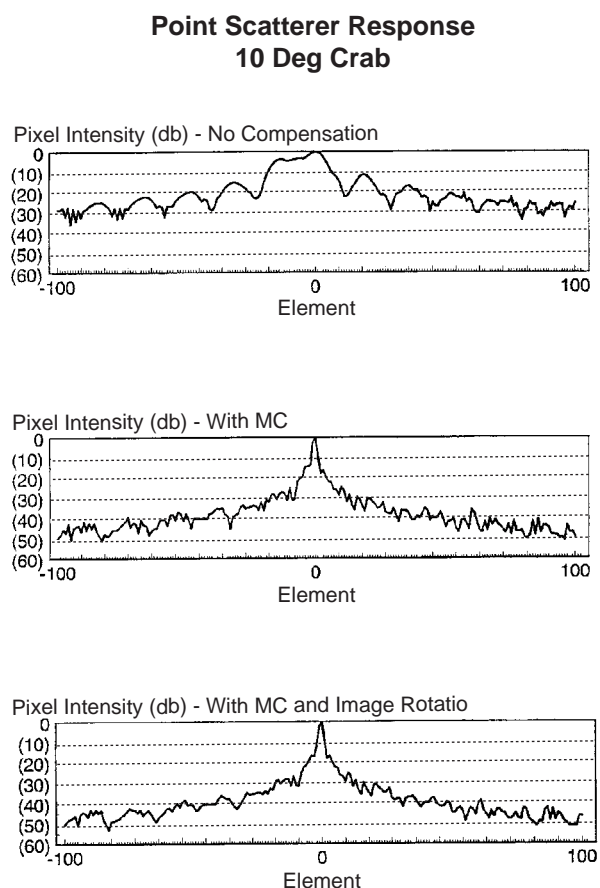 Point Scatterer Response
10 Deg Crab
Pixel Intensity (db) - No Compensation
0
(10)
(20)
(30)
(40)
(50)
(60)
-100 0 100
Element
Pixel Intensity (db) - With MC
0
(10)
(20)
(30)
(40)
(50)
(60)
-100 0 100
Element
Pixel Intensity (db) - With MC and Image Rotatio
0
(10)
(20)
(30)
(40)
(50)
(60)
-100 0 100
Element